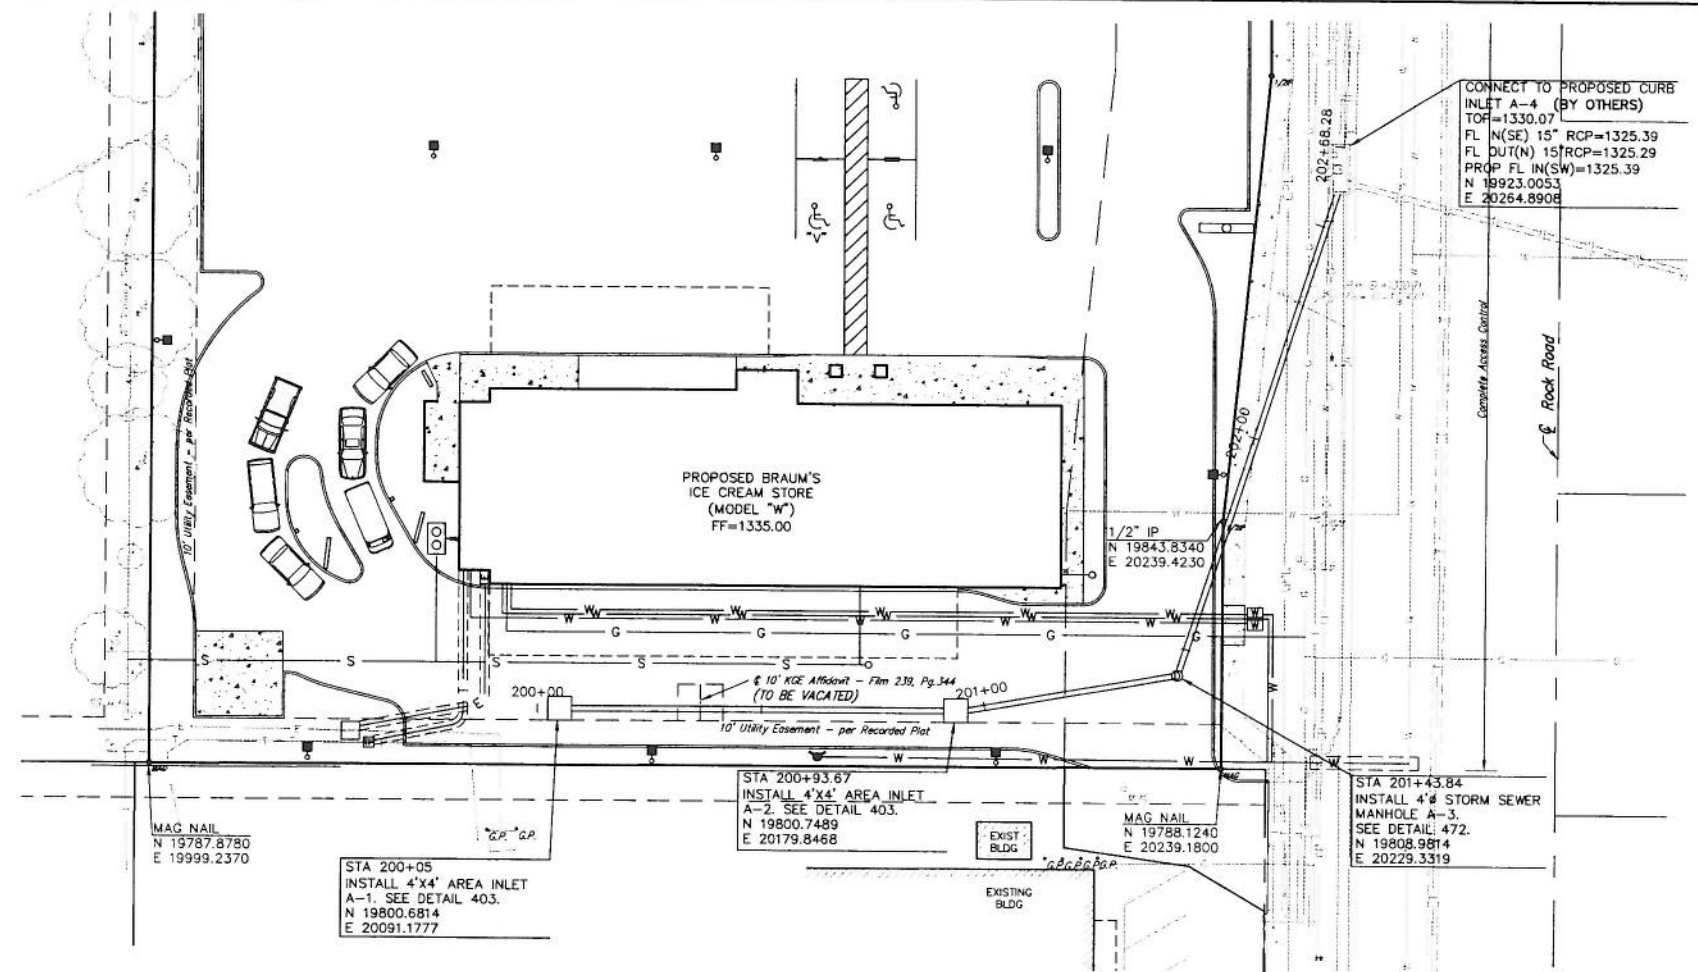 CONNECT TO PROPOSED CURB
INLET A-4 (BY OTHERS)
TOP=1330.07
FL IN(SE) 15" RCP=1325.39
FL OUT(N) 15"RCP=1325.29
PROP FL IN(SW)=1325.39
N 19923.0053
E 20264.8908
202+68.28
"V"
Complete Access Control
℄ Rock Road
10' Utility Easement - per Recorded Plat
202+00
PROPOSED BRAUM'S
ICE CREAM STORE
(MODEL "W")
FF=1335.00
1/2" IP
N 19843.8340
E 20239.4230
W W W W W
W W W W W
G G G G G
S S S S S
℄ 10' KGE Affidavit - Film 239, Pg.344
(TO BE VACATED)
200+00
201+00
E
10' Utility Easement - per Recorded Plat
W W W W
MAG
MAG
STA 200+93.67
INSTALL 4'X4' AREA INLET
A-2. SEE DETAIL 403.
N 19800.7489
E 20179.8468
STA 201+43.84
INSTALL 4'ø STORM SEWER
MANHOLE A-3.
SEE DETAIL 472.
N 19808.9814
E 20229.3319
MAG NAIL
N 19787.8780
E 19999.2370
"G.P." G.P.
MAG NAIL
N 19788.1240
E 20239.1800
EXIST
BLDG
STA 200+05
INSTALL 4'X4' AREA INLET
A-1. SEE DETAIL 403.
N 19800.6814
E 20091.1777
EXISTING
BLDG